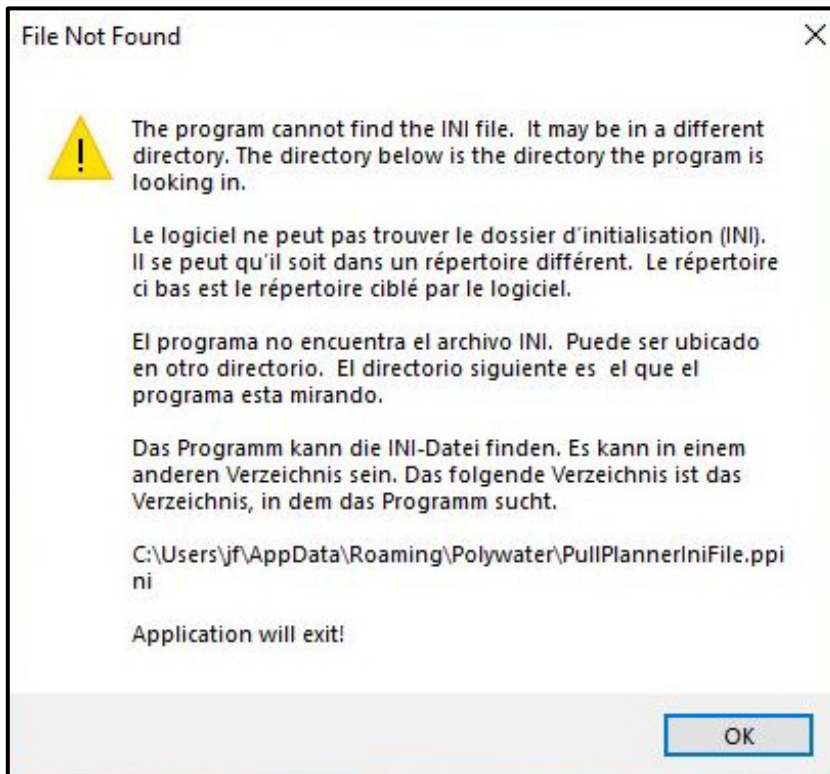 File Not Found
The program cannot find the INI file.  It may be in a different
directory. The directory below is the directory the program is
looking in.
Le logiciel ne peut pas trouver le dossier d´initialisation (INI).
Il se peut qu´il soit dans un répertoire différent.  Le répertoire
ci bas est le répertoire ciblé par le logiciel.
El programa no encuentra el archivo INI.  Puede ser ubicado
en otro directorio.  El directorio siguiente es  el que el
programa esta mirando.
Das Programm kann die INI-Datei finden. Es kann in einem
anderen Verzeichnis sein. Das folgende Verzeichnis ist das
Verzeichnis, in dem das Programm sucht.
C:\Users\jf\AppData\Roaming\Polywater\PullPlannerIniFile.ppi
ni
Application will exit!
OK